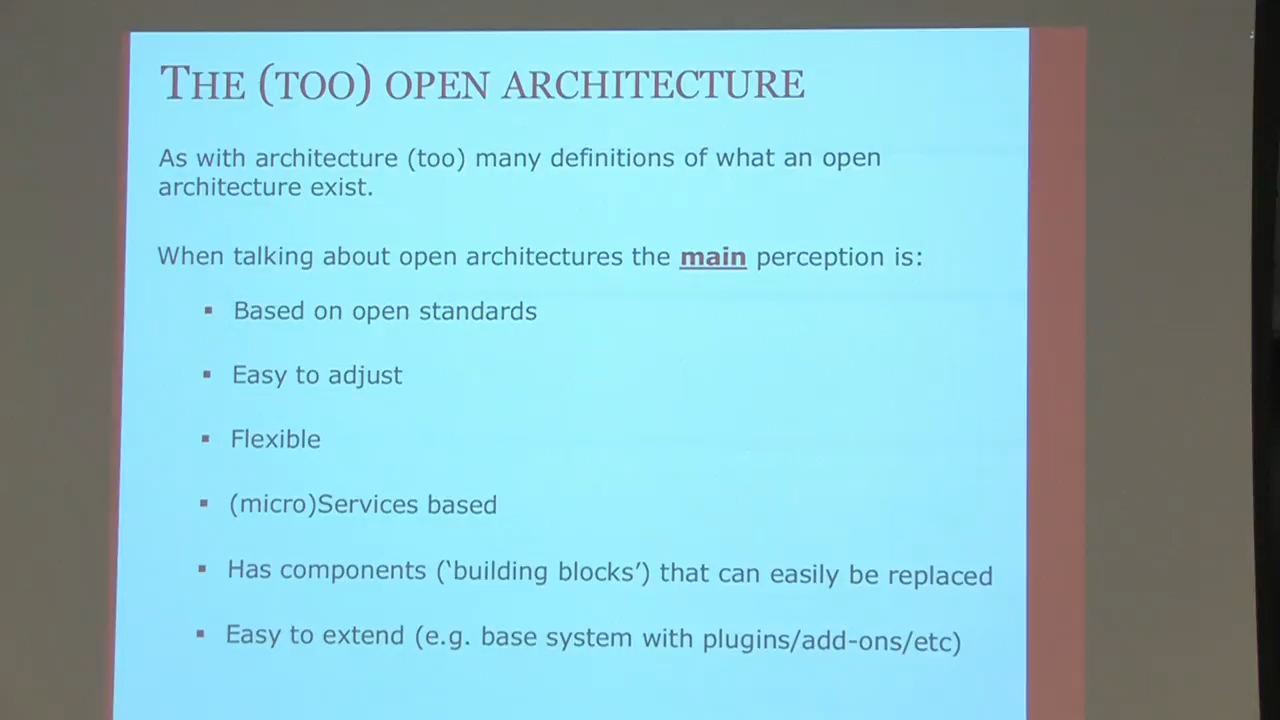 THE (TOO) OPEN ARCHITECTURE
As with architecture (too) many definitions of what an open
architecture exist.
When talking about open architectures the main perception is:
▪ Based on open standards
▪ Easy to adjust
▪ Flexible
▪ (micro)Services based
▪ Has components (‘building blocks’) that can easily be replaced
▪ Easy to extend (e.g. base system with plugins/add-ons/etc)